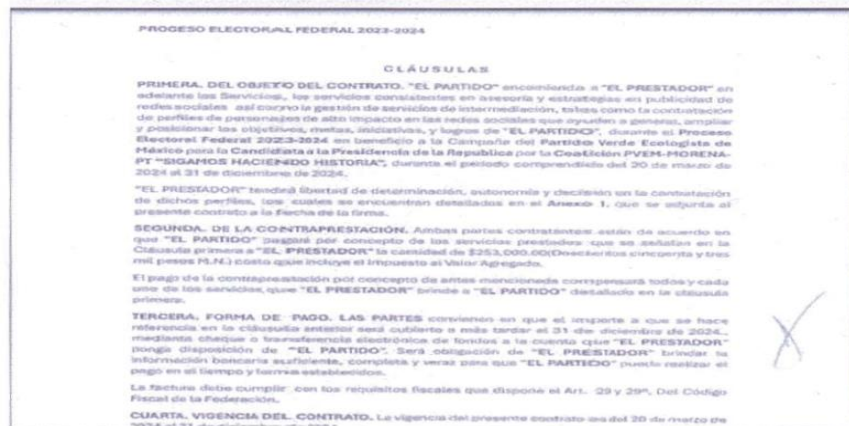 PROCESO ELECTORAL FEDERAL 2023-2024
CLÁUSULAS
PRIMERA. DEL OBJETO DEL CONTRATO. "EL PARTIDO" encomienda a "EL PRESTADOR" en
adelante los Servicios, los servicios consistentes en asesoría y estrategias en publicidad de
redes sociales así como la gestión de servicios de intermediación, tales como la contratación
de perfiles de personajes de alto impacto en las redes sociales que ayuden a generar, ampliar
y posicionar los objetivos, metas, iniciativas, y logros de "EL PARTIDO", durante el Proceso
Electoral Federal 2023-2024 en beneficio a la Campaña del Partido Verde Ecologista de
México para la Candidata a la Presidencia de la República por la Coalición PVEM-MORENA-
PT "SIGAMOS HACIENDO HISTORIA", durante el periodo comprendido del 20 de marzo de
2024 al 31 de diciembre de 2024.
"EL PRESTADOR" tendrá libertad de determinación, autonomía y decisión en la contratación
de dichos perfiles, los cuales se encuentran detallados en el Anexo 1, que se adjunta al
presente contrato a la fecha de la firma.
SEGUNDA. DE LA CONTRAPRESTACIÓN. Ambas partes contratantes están de acuerdo en
que "EL PARTIDO" pagará por concepto de los servicios prestados que se señalan en la
Cláusula primera a "EL PRESTADOR" la cantidad de $253,000.00(Doscientos cincuenta y tres
mil pesos M.N.) costo que incluye el Impuesto al Valor Agregado.
El pago de la contraprestación por concepto de antes mencionada compensará todos y cada
uno de los servicios, que "EL PRESTADOR" brinde a "EL PARTIDO" detallado en la cláusula
primera.
TERCERA. FORMA DE PAGO. LAS PARTES convienen en que el importe a que se hace
referencia en la cláusula anterior será cubierto a más tardar el 31 de diciembre de 2024.,
mediante cheque o transferencia electrónica de fondos a la cuenta que "EL PRESTADOR"
ponga disposición de "EL PARTIDO". Será obligación de "EL PRESTADOR" brindar la
información bancaria suficiente, completa y veraz para que "EL PARTIDO" pueda realizar el
pago en el tiempo y forma establecidos.
La factura debe cumplir con los requisitos fiscales que dispone el Art. 29 y 29ª, Del Código
Fiscal de la Federación.
CUARTA. VIGENCIA DEL CONTRATO. La vigencia del presente contrato es del 20 de marzo de
2024 al 31 de diciembre de 2024.